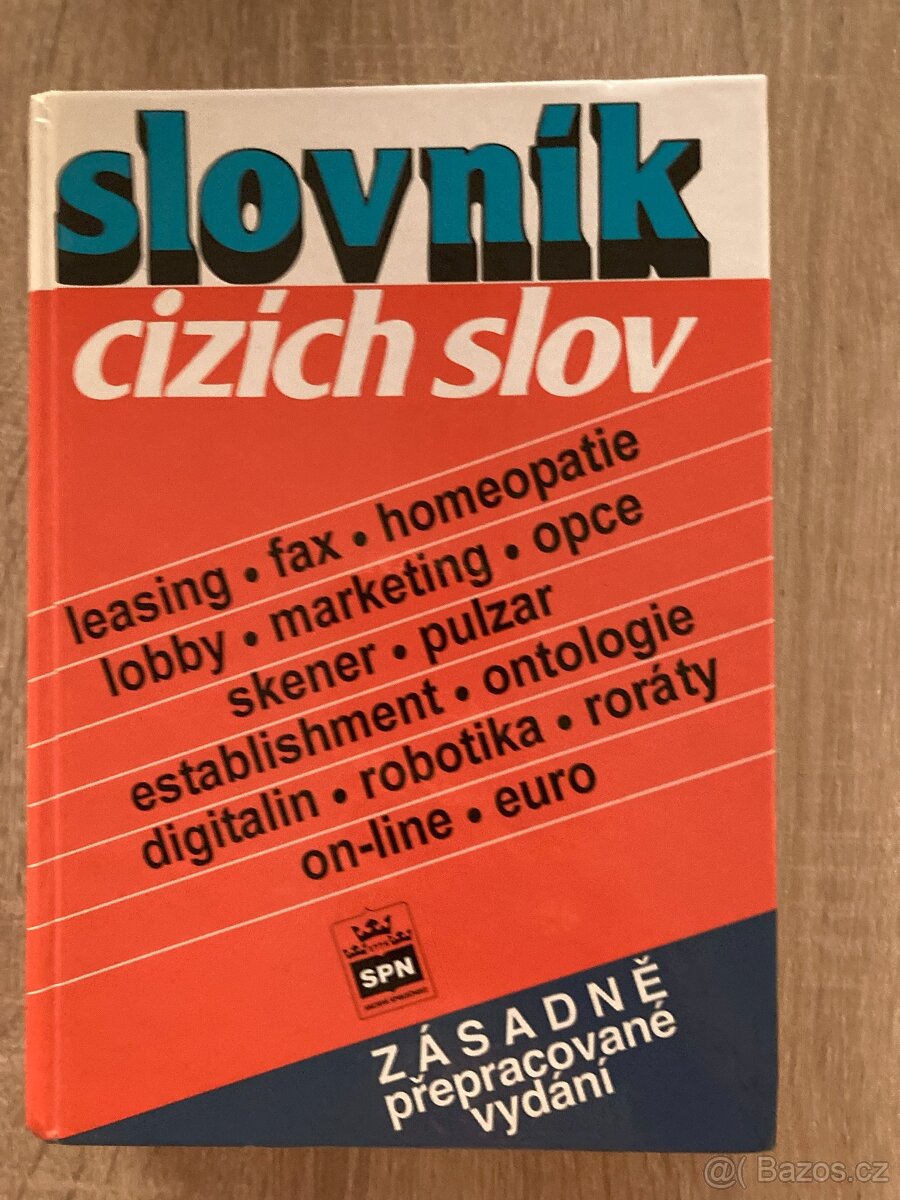 slovník
cizích slov
leasing • fax • homeopatie
lobby • marketing • opce
skener • pulzar
establishment • ontologie
digitalin • robotika • roráty
on-line • euro
1775
SPN
ZÁSADNĚ
přepracované
vydání
@( Bazos.cz